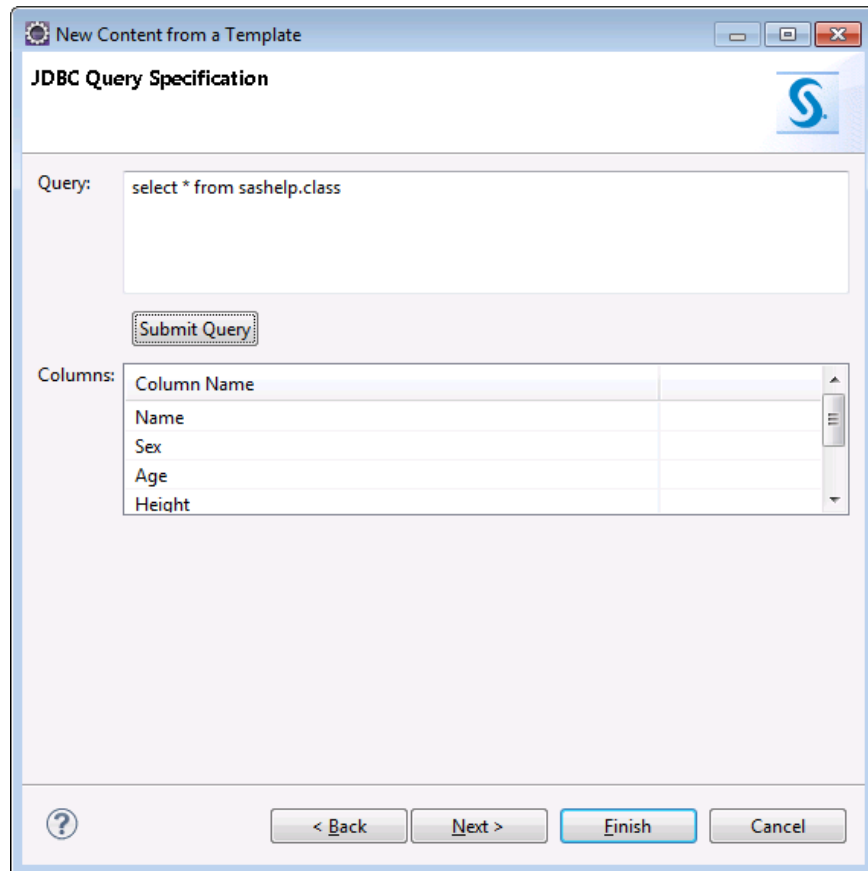 New Content from a Template
JDBC Query Specification
Query:
select * from sashelp.class
Submit Query
Columns:
Column Name
Name
Sex
Age
Height
< Back
Next >
Finish
Cancel